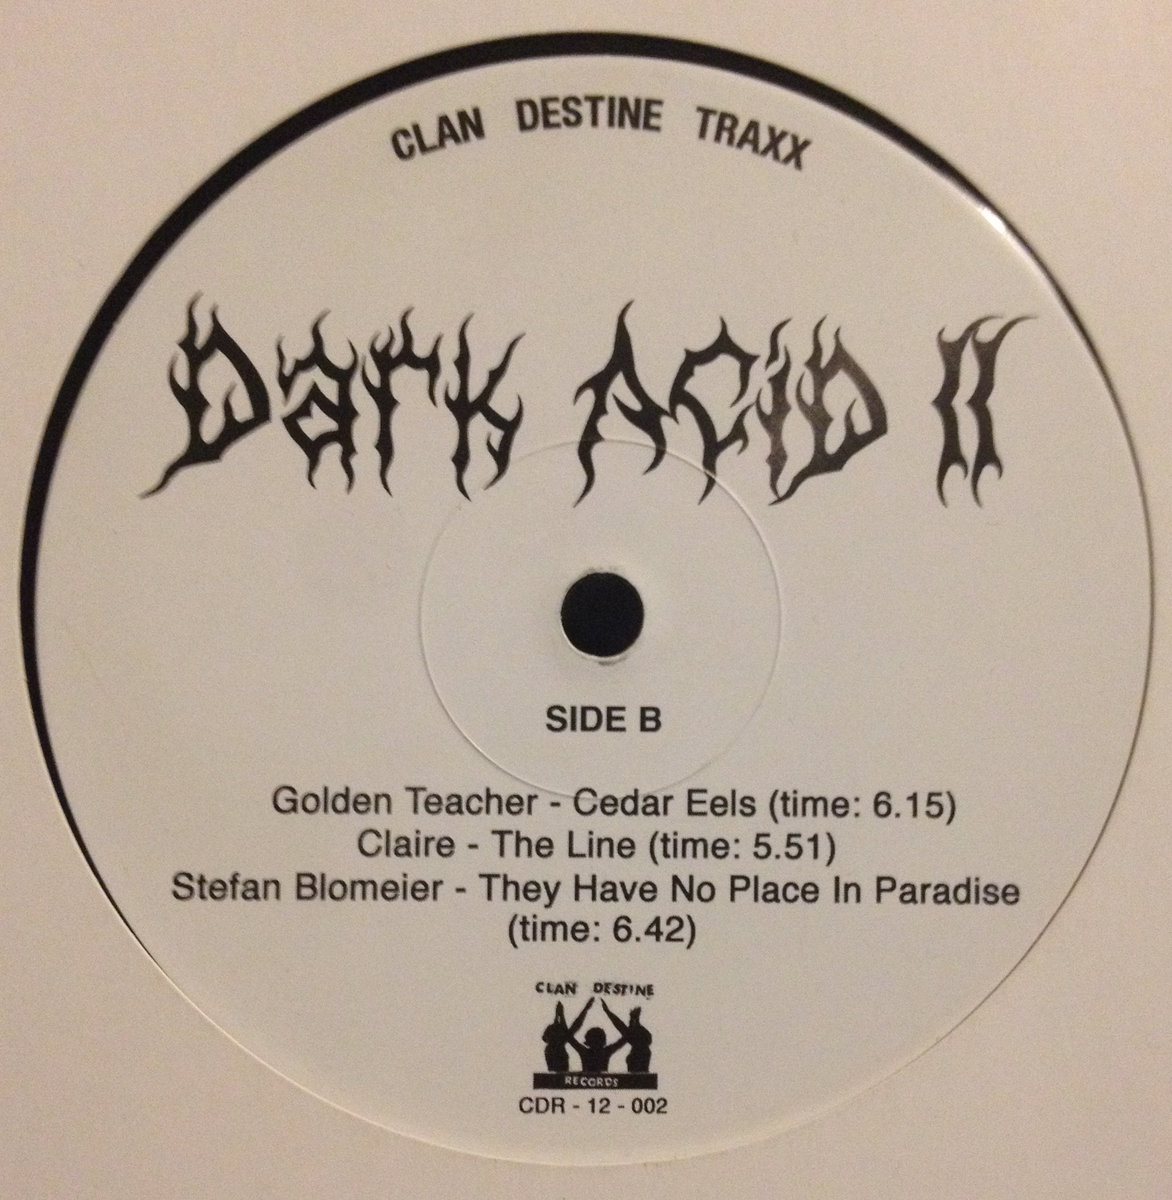 CLAN DESTINE TRAXX
Dark Acid II
SIDE B
Golden Teacher - Cedar Eels (time: 6.15)
Claire - The Line (time: 5.51)
Stefan Blomeier - They Have No Place In Paradise
(time: 6.42)
CLAN DESTINE
RECORDS
CDR - 12 - 002